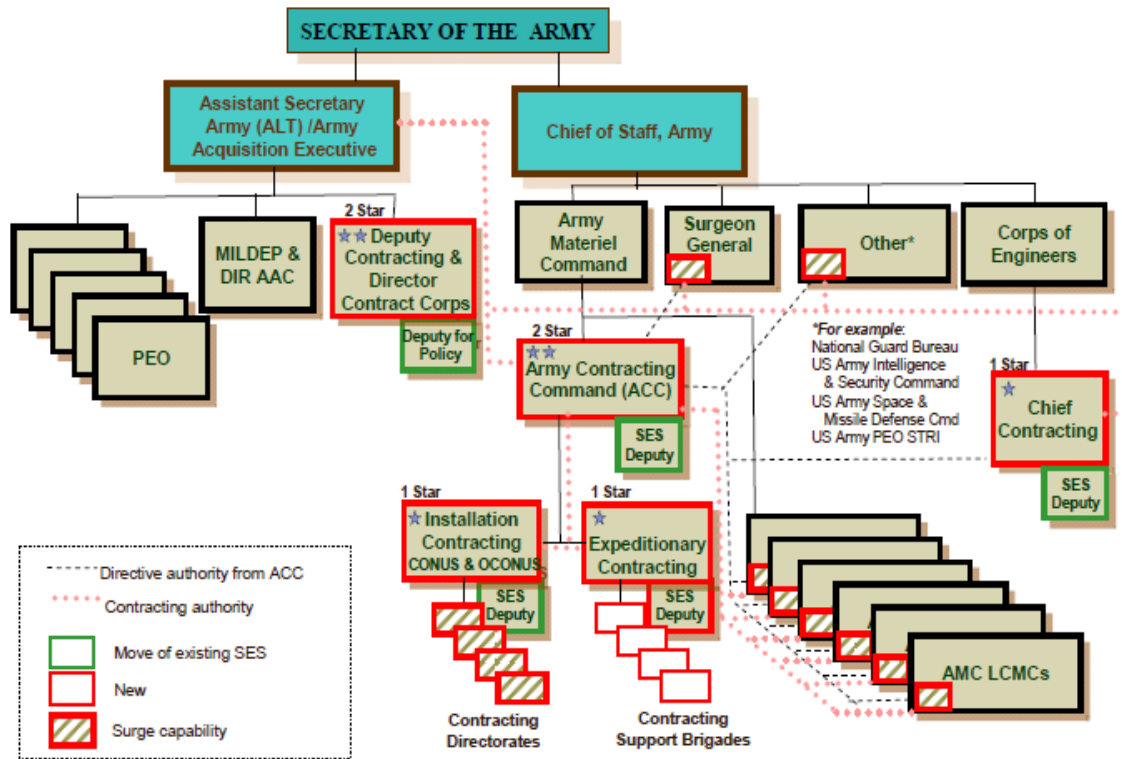 SECRETARY OF THE ARMY
Assistant Secretary
Army (ALT) /Army
Acquisition Executive
Chief of Staff, Army
2 Star
PEO
MILDEP &
DIR AAC
Deputy
Contracting &
Director
Contract Corps
Deputy for
Policy
Army
Materiel
Command
Surgeon
General
Other*
Corps of
Engineers
2 Star
Army Contracting
Command (ACC)
SES
Deputy
*For example:
National Guard Bureau
US Army Intelligence
& Security Command
US Army Space &
Missile Defense Cmd
US Army PEO STRI
1 Star
Chief
Contracting
SES
Deputy
1 Star
Installation
Contracting
CONUS & OCONUS
SES
Deputy
1 Star
Expeditionary
Contracting
SES
Deputy
AMC LCMCs
Contracting
Directorates
Contracting
Support Brigades
Directive authority from ACC
Contracting authority
Move of existing SES
New
Surge capability